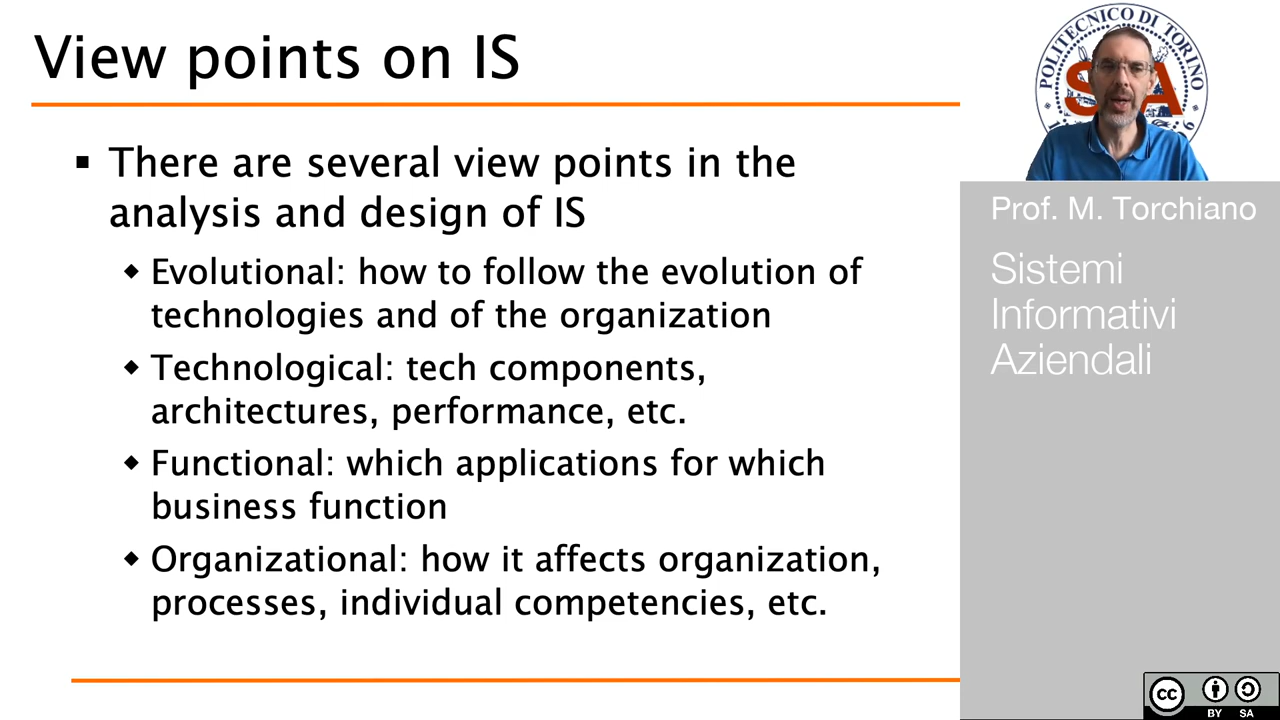 View points on IS
▪ There are several view points in the
analysis and design of IS
◆ Evolutional: how to follow the evolution of
technologies and of the organization
◆ Technological: tech components,
architectures, performance, etc.
◆ Functional: which applications for which
business function
◆ Organizational: how it affects organization,
processes, individual competencies, etc.
POLITECNICO DI TORINO
Prof. M. Torchiano
Sistemi
Informativi
Aziendali
cc
BY SA